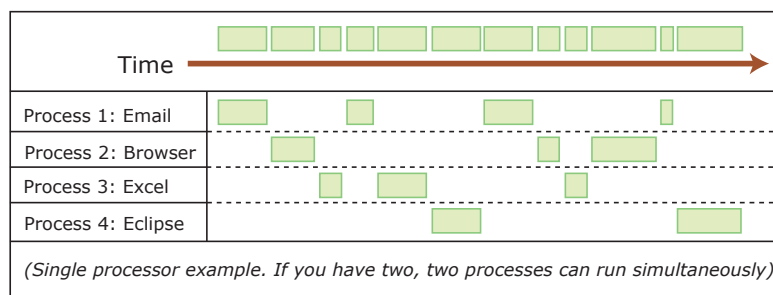 Time
Process 1: Email
Process 2: Browser
Process 3: Excel
Process 4: Eclipse
(Single processor example. If you have two, two processes can run simultaneously)